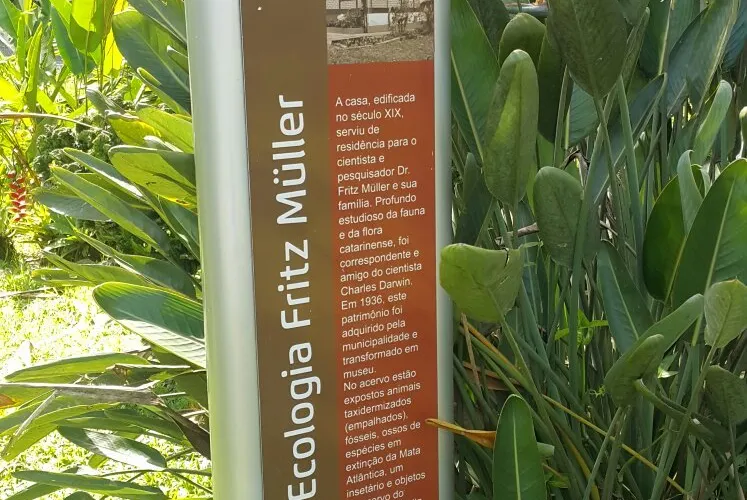 Ecologia Fritz Müller
A casa, edificada
no século XIX,
serviu de
residência para o
cientista e
pesquisador Dr.
Fritz Müller e sua
família. Profundo
estudioso da fauna
e da flora
catarinense, foi
correspondente e
amigo do cientista
Charles Darwin.
Em 1936, este
patrimônio foi
adquirido pela
municipalidade e
transformado em
museu.
No acervo estão
expostos animais
taxidermizados
(empalhados),
fósseis, ossos de
espécies em
extinção da Mata
Atlântica, um
insetário e objetos